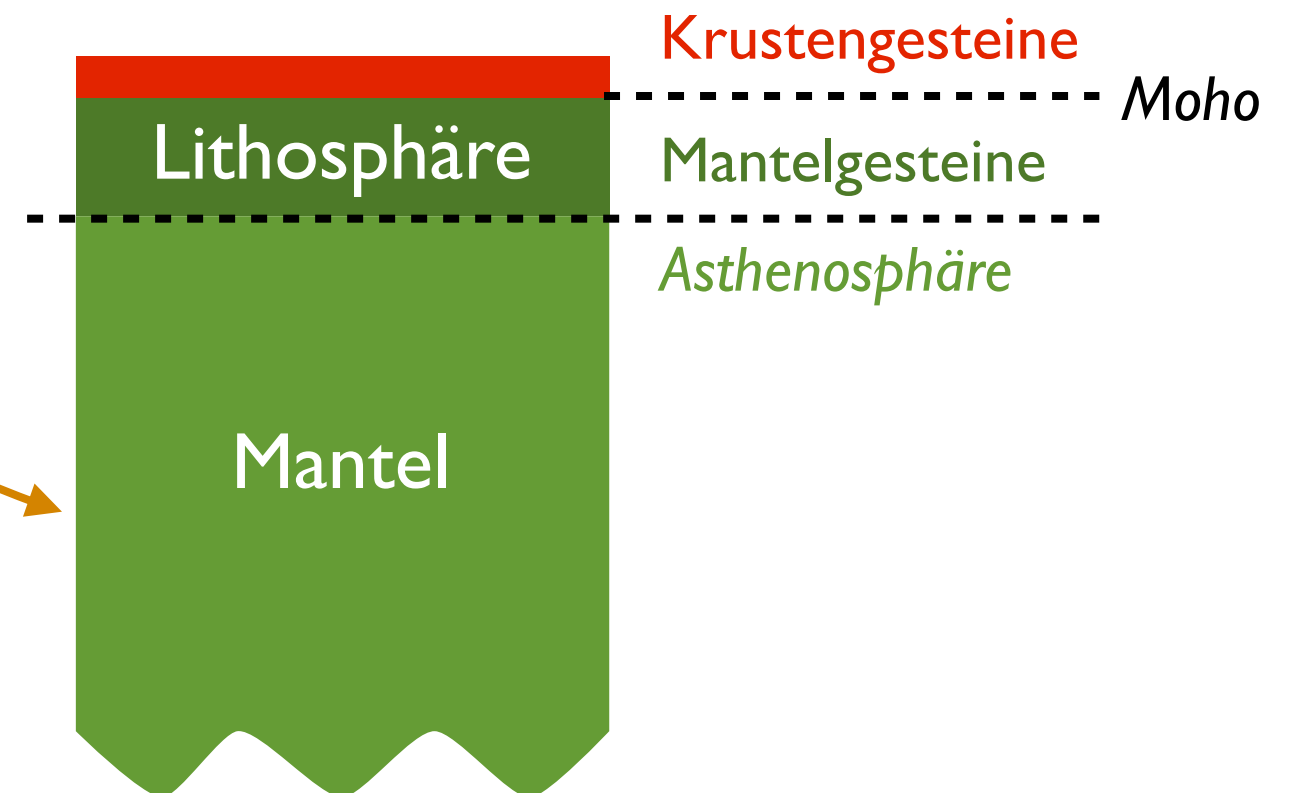 Krustengesteine
Moho
Lithosphäre
Mantelgesteine
Asthenosphäre
Mantel